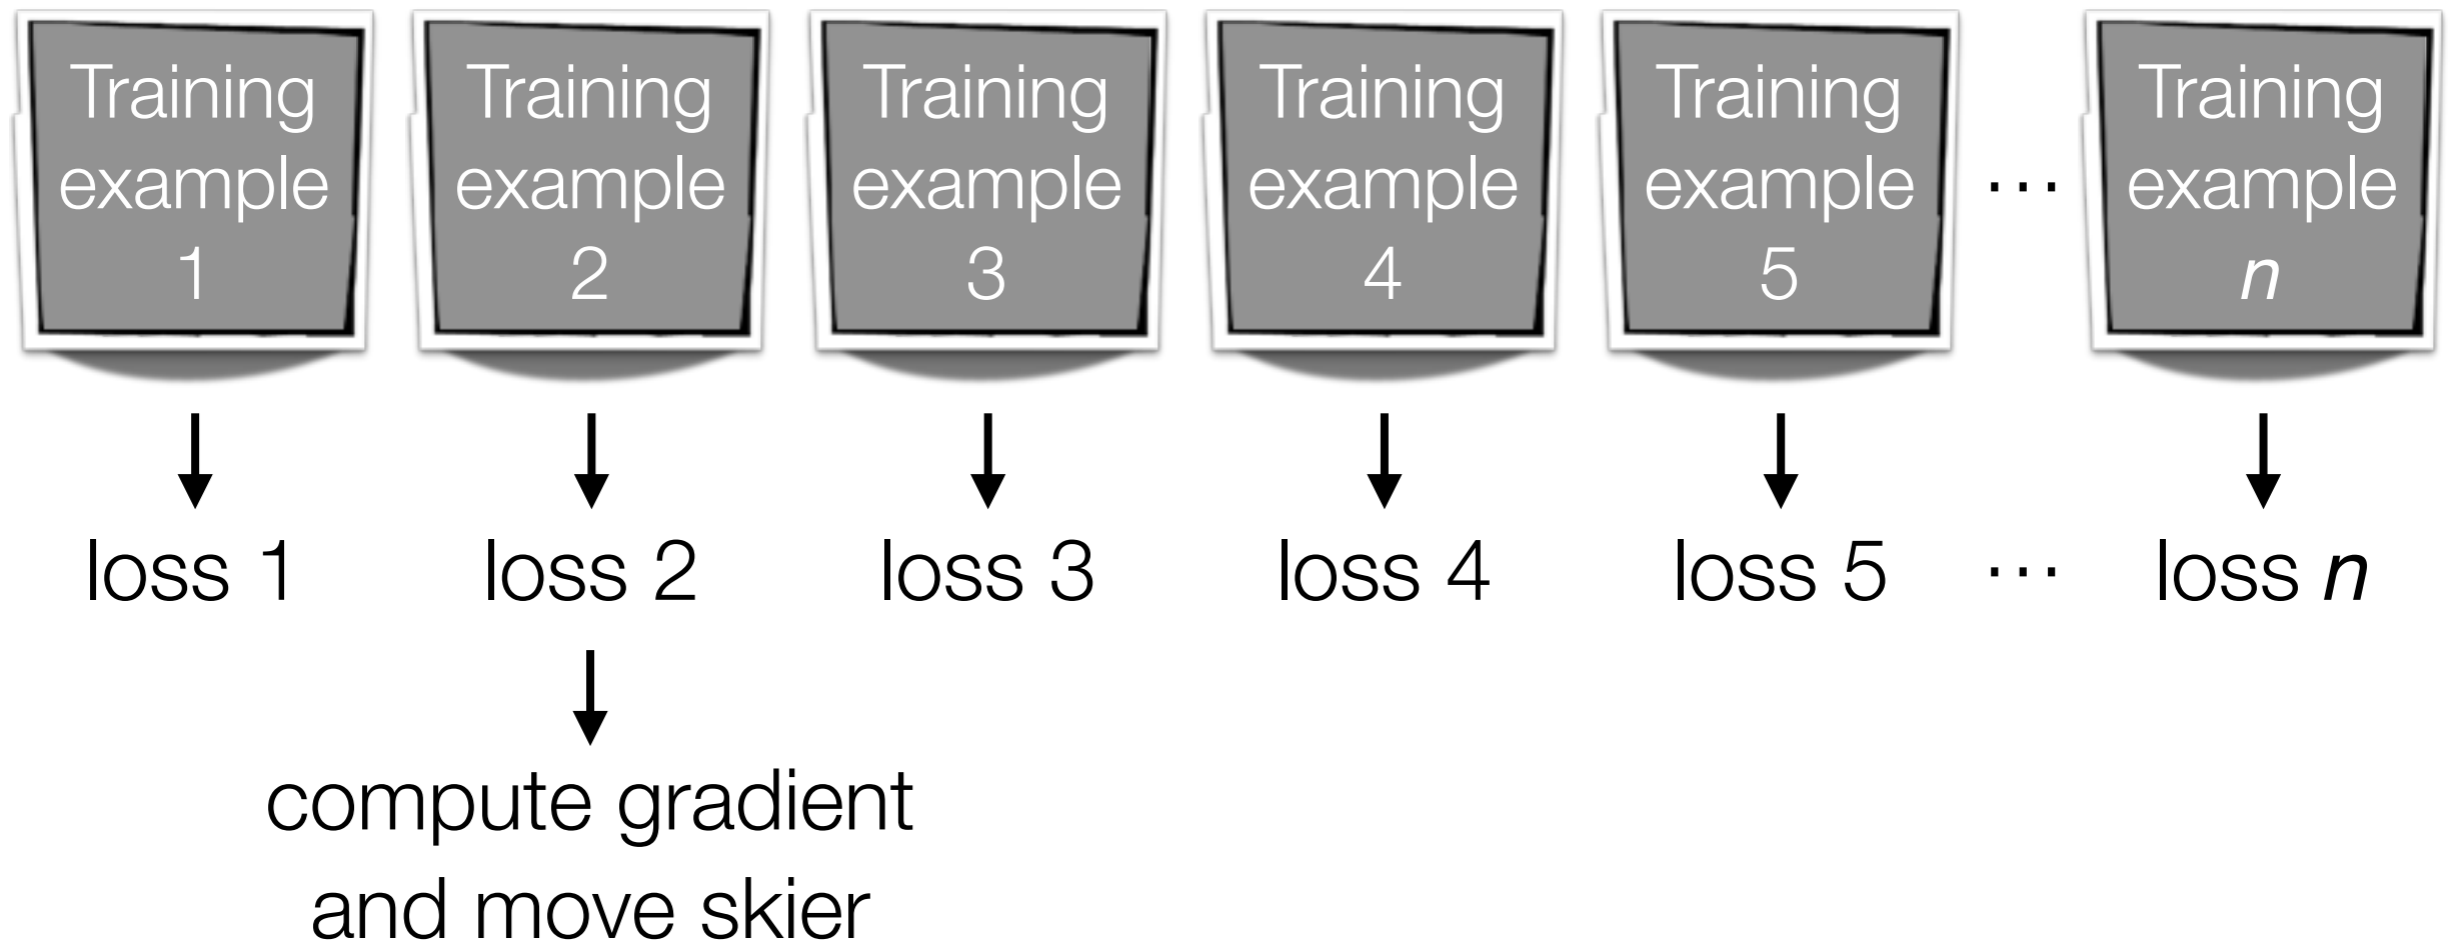 Training
example
1
Training
example
2
Training
example
3
Training
example
4
Training
example
5
...
Training
example
n
loss 1
loss 2
loss 3
loss 4
loss 5
...
loss n
compute gradient
and move skier